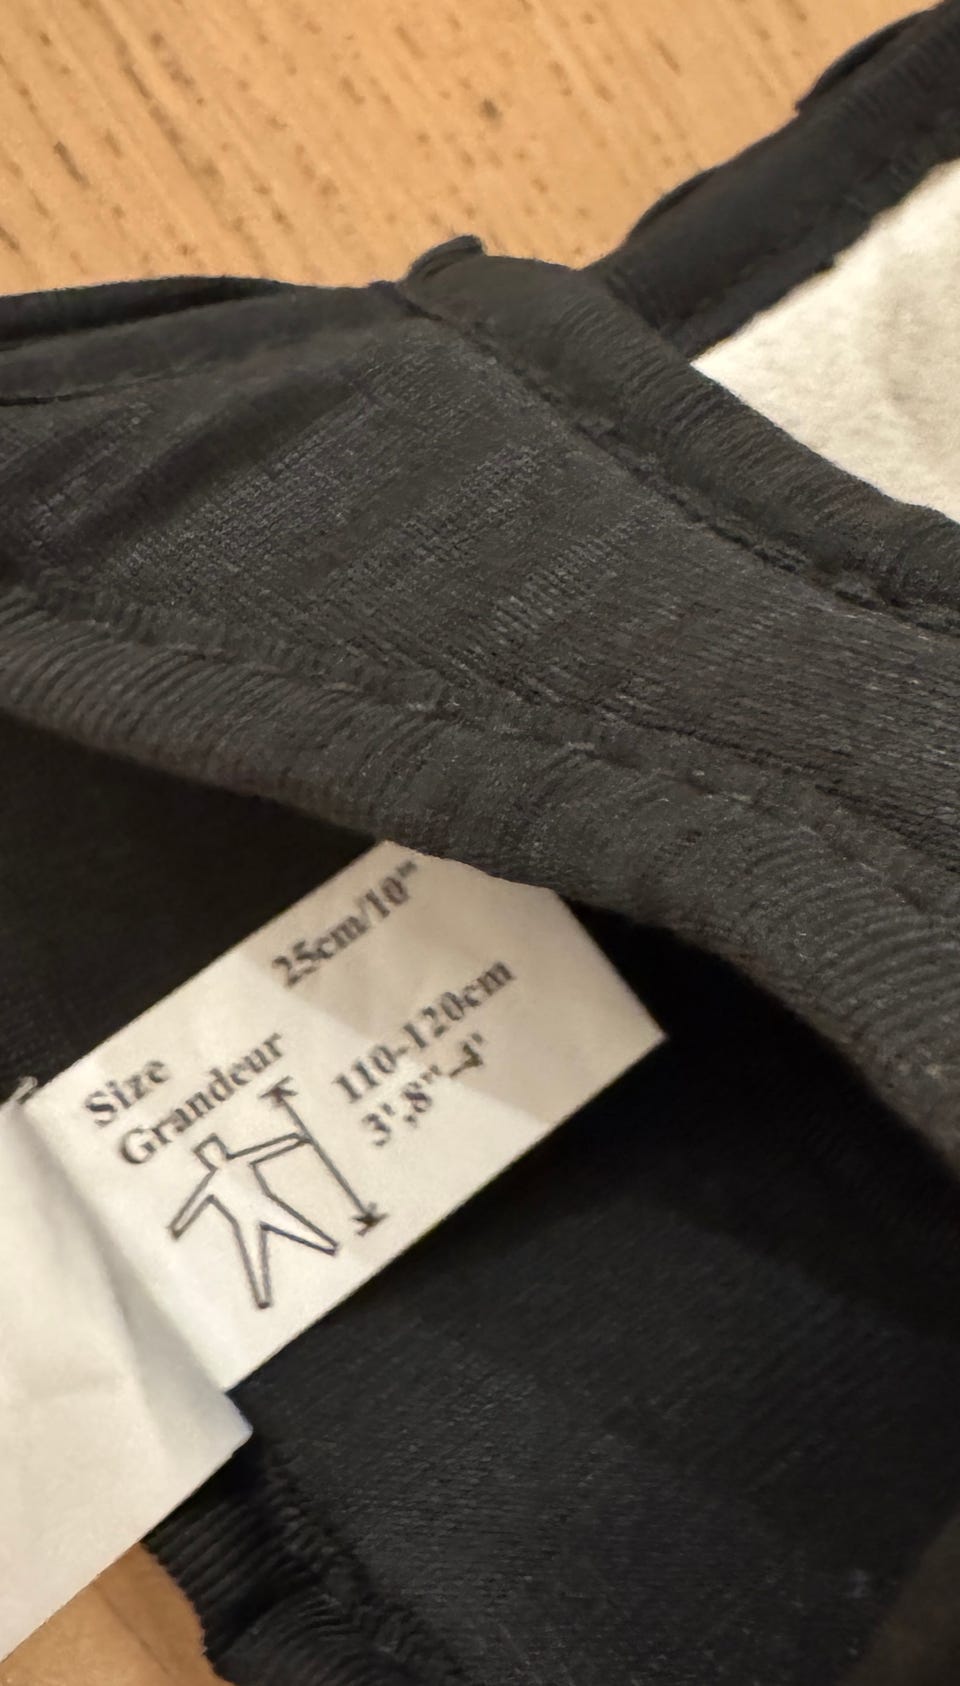 Size
Grandeur
25cm/10"
110-120cm
3',8"-4'